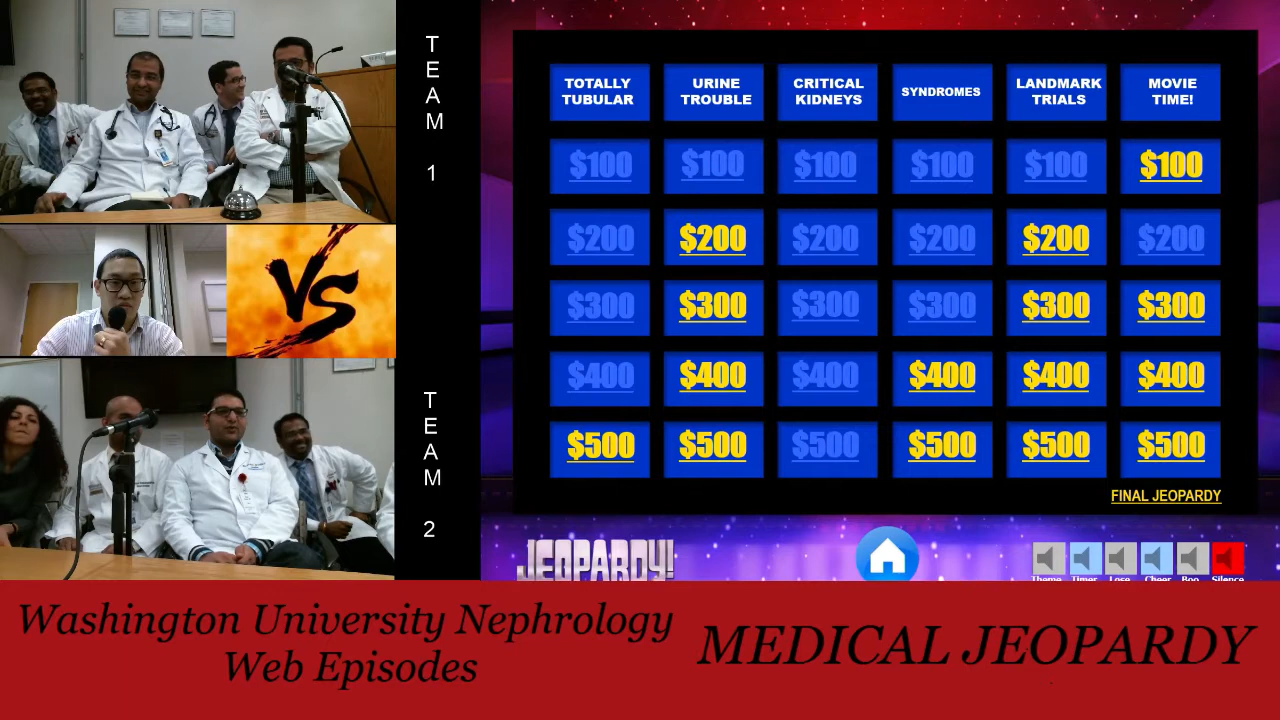 TEAM 1
VS
TEAM 2
TOTALLY TUBULAR
URINE TROUBLE
CRITICAL KIDNEYS
SYNDROMES
LANDMARK TRIALS
MOVIE TIME!
$100 $100 $100 $100 $100 $100
$200 $200 $200 $200 $200 $200
$300 $300 $300 $300 $300 $300
$400 $400 $400 $400 $400 $400
$500 $500 $500 $500 $500 $500
FINAL JEOPARDY
JEOPARDY!
Theme Timer Lose Cheer Boo Silence
Washington University Nephrology
Web Episodes
MEDICAL JEOPARDY